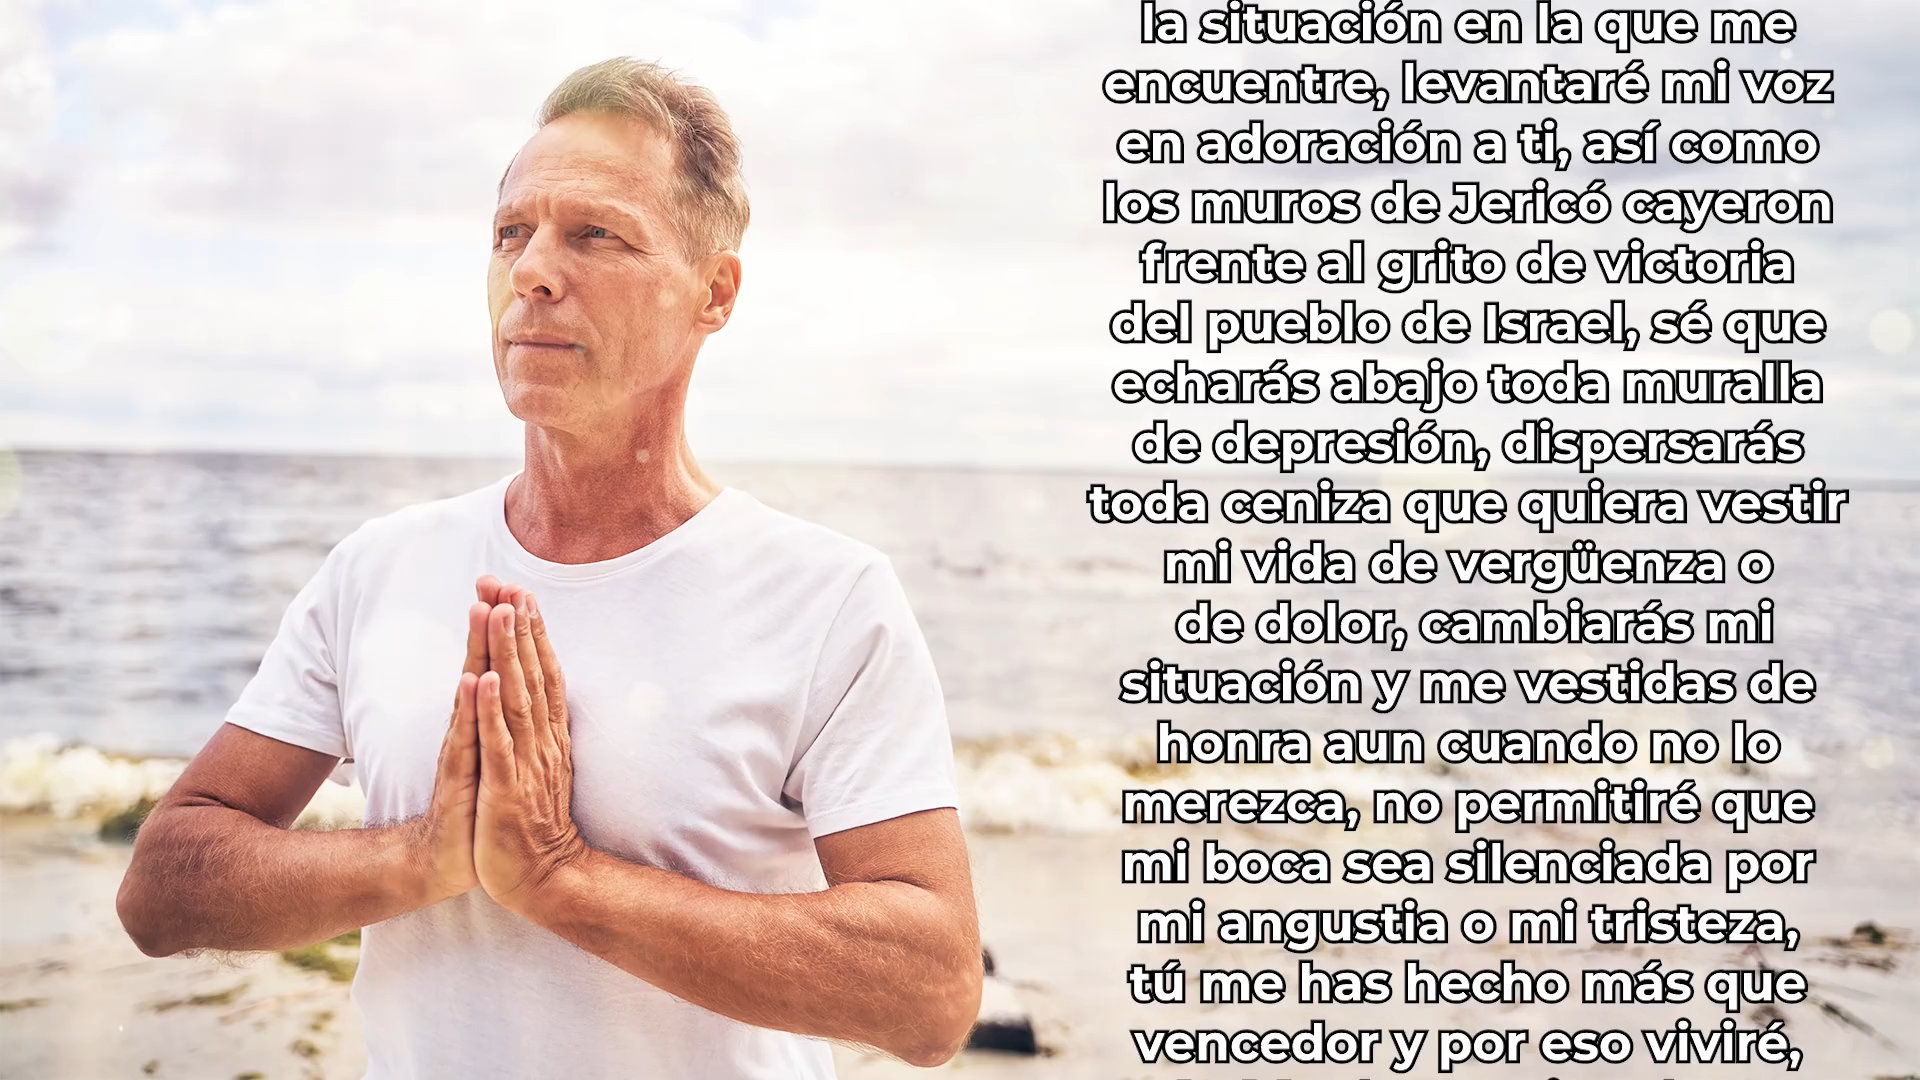 la situación en la que me
encuentre, levantaré mi voz
en adoración a ti, así como
los muros de Jericó cayeron
frente al grito de victoria
del pueblo de Israel, sé que
echarás abajo toda muralla
de depresión, dispersarás
toda ceniza que quiera vestir
mi vida de vergüenza o
de dolor, cambiarás mi
situación y me vestidas de
honra aun cuando no lo
merezca, no permitiré que
mi boca sea silenciada por
mi angustia o mi tristeza,
tú me has hecho más que
vencedor y por eso viviré,